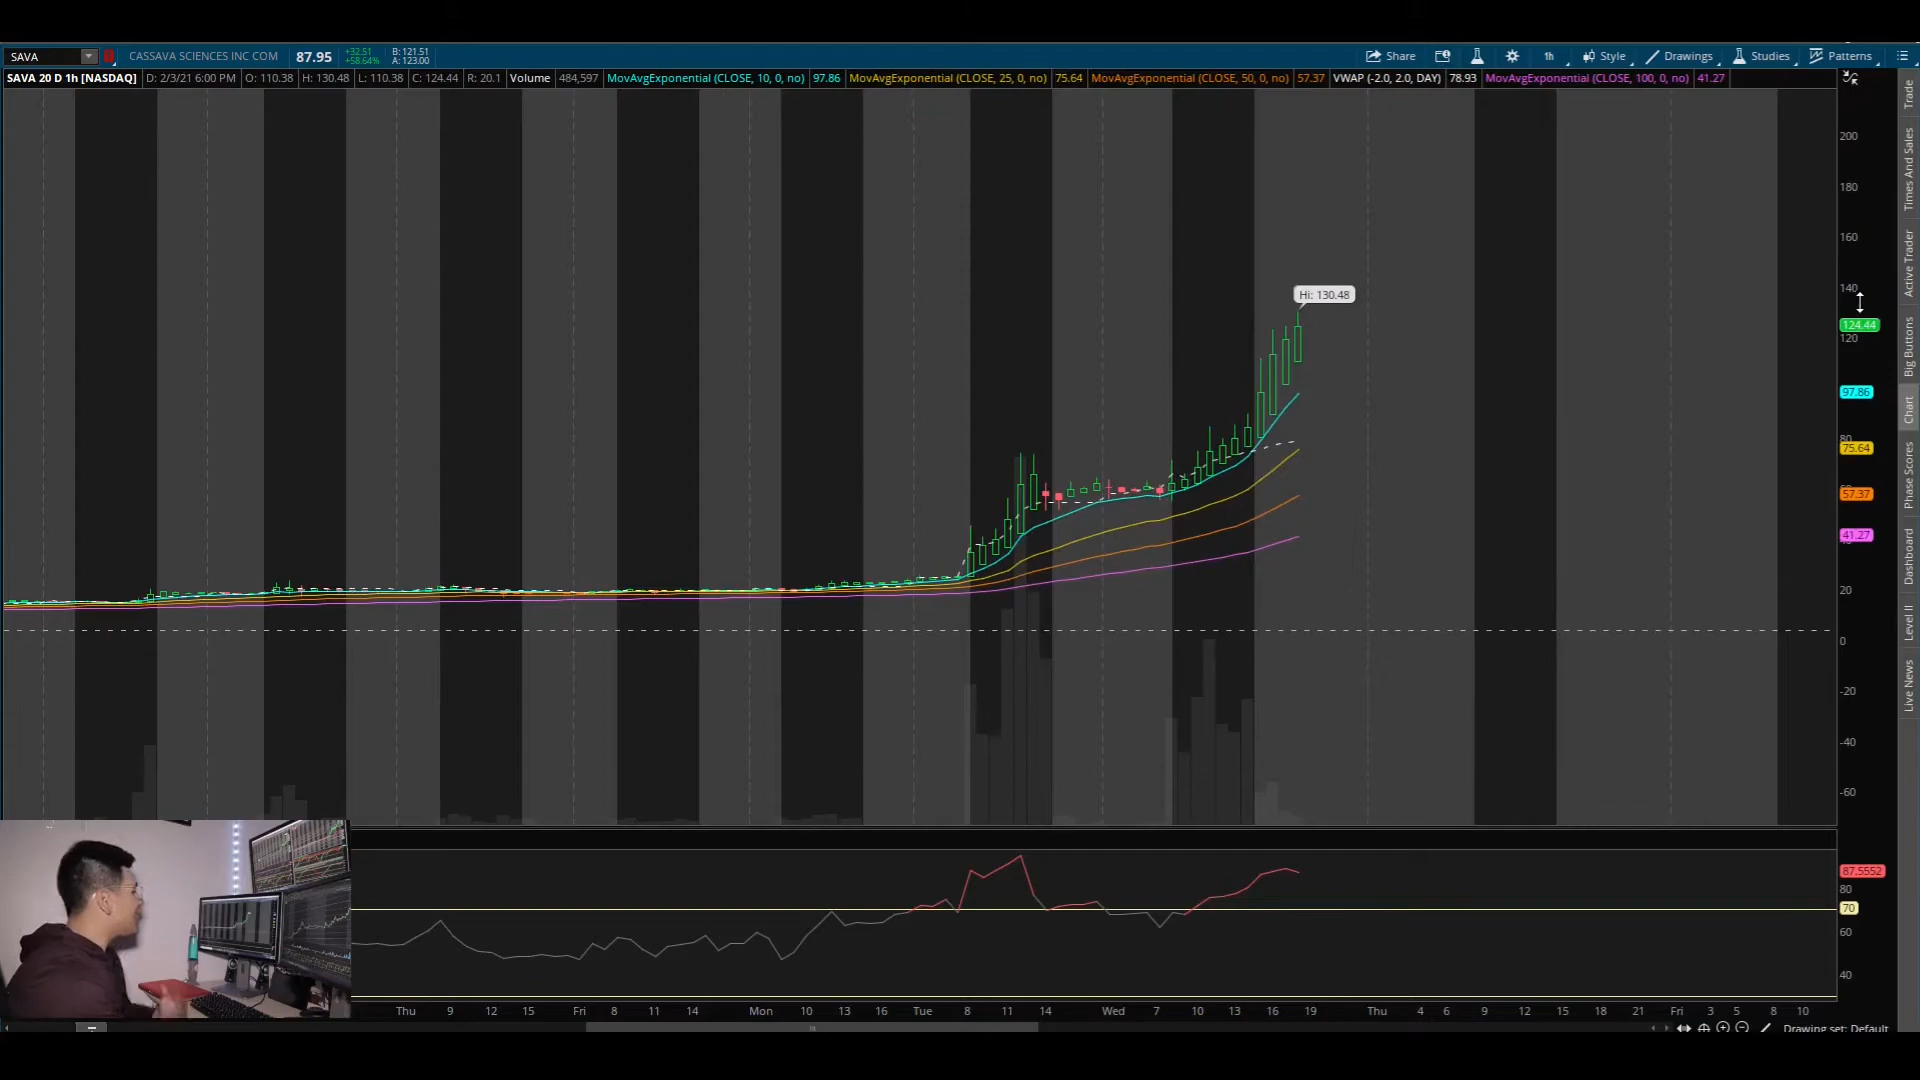 SAVA
CASSAVA SCIENCES INC COM
87.95
+32.51
+58.64%
B: 121.51
A: 123.00
Share
1h
Style
Drawings
Studies
Patterns
SAVA 20 D 1h [NASDAQ] D: 2/3/21 6:00 PM O: 110.38 H: 130.48 L: 110.38 C: 124.44 R: 20.1 Volume 484,597 MovAvgExponential (CLOSE, 10, 0, no) 97.86 MovAvgExponential (CLOSE, 25, 0, no) 75.64 MovAvgExponential (CLOSE, 50, 0, no) 57.37 VWAP (-2.0, 2.0, DAY) 78.93 MovAvgExponential (CLOSE, 100, 0, no) 41.27
Hi: 130.48
200
180
160
140
124.44
120
97.86
80
75.64
60
57.37
41.27
40
20
0
-20
-40
-60
87.5552
80
70
60
40
Trade
Times And Sales
Active Trader
Big Buttons
Chart
Phase Scores
Dashboard
Level II
Live News
Thu 9 12 15 Fri 8 11 14 Mon 10 13 16 Tue 8 11 14 Wed 7 10 13 16 19 Thu 4 6 9 12 15 18 21 Fri 3 5 8 10
Drawing set: Default